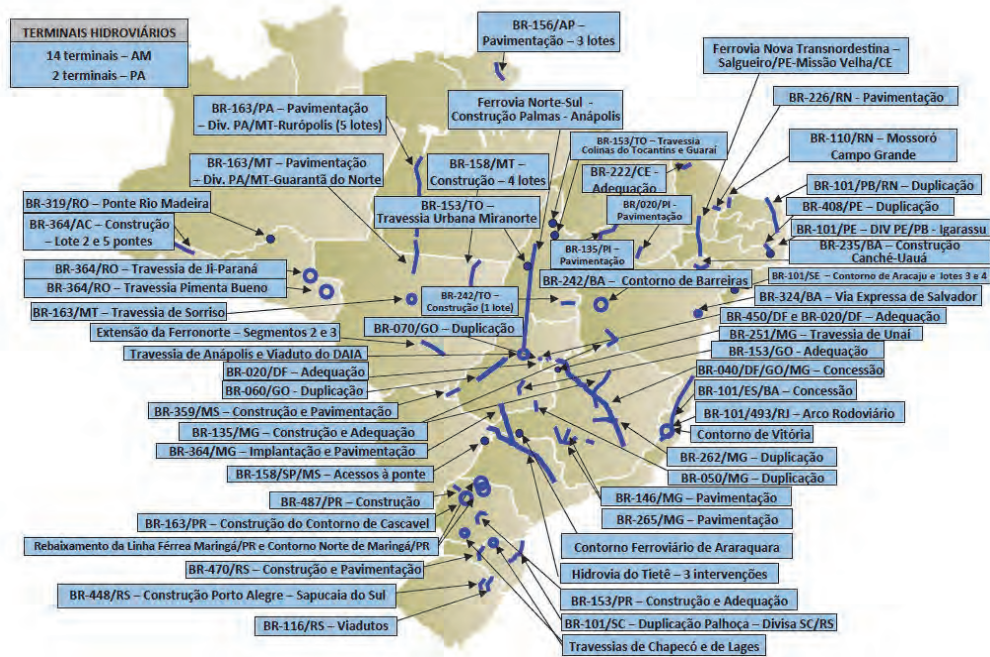 TERMINAIS HIDROVIÁRIOS
14 terminais – AM
2 terminais – PA
BR-156/AP –
Pavimentação – 3 lotes
Ferrovia Nova Transnordestina –
Salgueiro/PE-Missão Velha/CE
BR-226/RN - Pavimentação
BR-163/PA – Pavimentação
– Div. PA/MT-Rurópolis (5 lotes)
Ferrovia Norte-Sul -
Construção Palmas - Anápolis
BR-153/TO – Travessia
Colinas do Tocantins e Guaraí
BR-110/RN – Mossoró
Campo Grande
BR-163/MT – Pavimentação
– Div. PA/MT-Guarantã do Norte
BR-158/MT –
Construção – 4 lotes
BR-222/CE -
Adequação
BR-101/PB/RN – Duplicação
BR-319/RO – Ponte Rio Madeira
BR-153/TO –
Travessia Urbana Miranorte
BR/020/PI -
Pavimentação
BR-408/PE – Duplicação
BR-364/AC – Construção
– Lote 2 e 5 pontes
BR-101/PE – DIV PE/PB - Igarassu
BR-135/PI –
Pavimentação
BR-235/BA – Construção
Canché-Uauá
BR-364/RO – Travessia de Ji-Paraná
BR-242/BA – Contorno de Barreiras
BR-101/SE – Contorno de Aracaju e lotes 3 e 4
BR-364/RO – Travessia Pimenta Bueno
BR-242/TO –
Construção (1 lote)
BR-324/BA – Via Expressa de Salvador
BR-163/MT – Travessia de Sorriso
BR-450/DF e BR-020/DF – Adequação
Extensão da Ferronorte – Segmentos 2 e 3
BR-070/GO – Duplicação
BR-251/MG – Travessia de Unaí
Travessia de Anápolis e Viaduto do DAIA
BR-153/GO - Adequação
BR-020/DF – Adequação
BR-040/DF/GO/MG – Concessão
BR-060/GO - Duplicação
BR-101/ES/BA – Concessão
BR-359/MS – Construção e Pavimentação
BR-101/493/RJ – Arco Rodoviário
BR-135/MG – Construção e Adequação
Contorno de Vitória
BR-364/MG – Implantação e Pavimentação
BR-262/MG – Duplicação
BR-158/SP/MS – Acessos à ponte
BR-050/MG – Duplicação
BR-487/PR – Construção
BR-146/MG – Pavimentação
BR-163/PR – Construção do Contorno de Cascavel
BR-265/MG – Pavimentação
Rebaixamento da Linha Férrea Maringá/PR e Contorno Norte de Maringá/PR
Contorno Ferroviário de Araraquara
BR-470/RS – Construção e Pavimentação
Hidrovia do Tietê – 3 intervenções
BR-448/RS – Construção Porto Alegre – Sapucaia do Sul
BR-153/PR – Construção e Adequação
BR-116/RS – Viadutos
BR-101/SC – Duplicação Palhoça – Divisa SC/RS
Travessias de Chapecó e de Lages